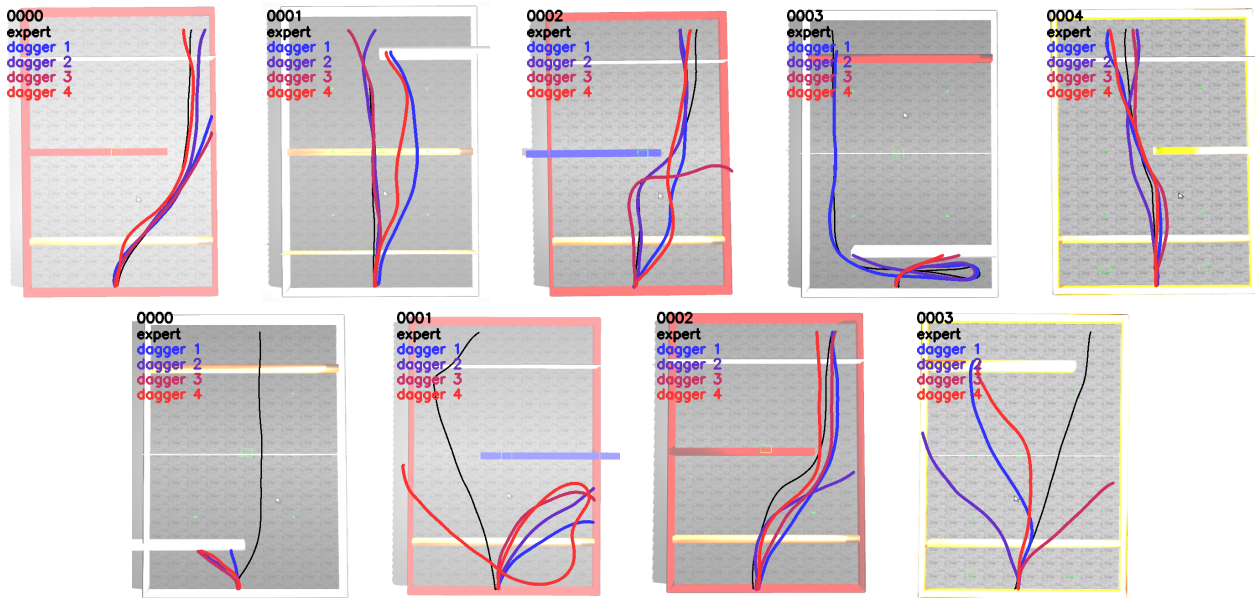 0000
expert
dagger 1
dagger 2
dagger 3
dagger 4
0001
expert
dagger 1
dagger 2
dagger 3
dagger 4
0002
expert
dagger 1
dagger 2
dagger 3
dagger 4
0003
expert
dagger 1
dagger 2
dagger 3
dagger 4
0004
expert
dagger 1
dagger 2
dagger 3
dagger 4
0000
expert
dagger 1
dagger 2
dagger 3
dagger 4
0001
expert
dagger 1
dagger 2
dagger 3
dagger 4
0002
expert
dagger 1
dagger 2
dagger 3
dagger 4
0003
expert
dagger 1
dagger 2
dagger 3
dagger 4